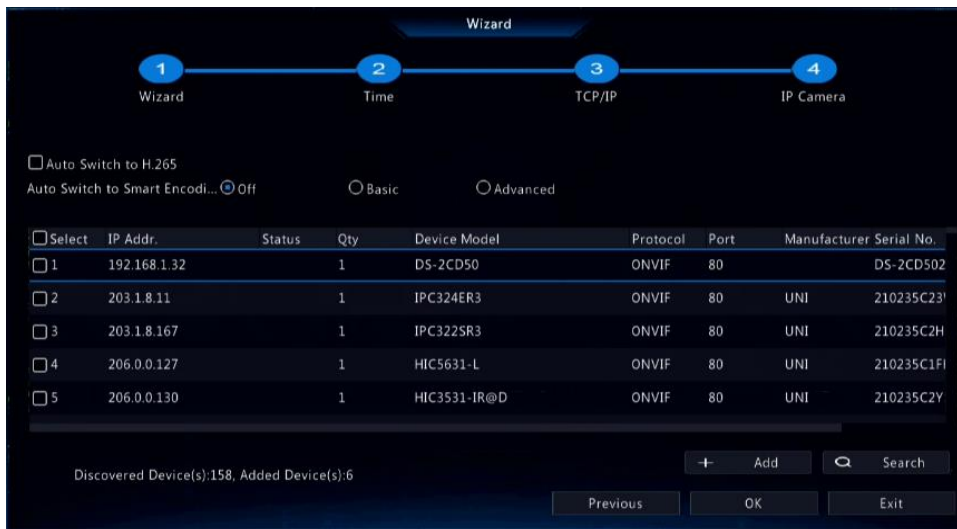 Wizard
1 2 3 4
Wizard Time TCP/IP IP Camera
Auto Switch to H.265
Auto Switch to Smart Encodi... Off Basic Advanced
Select IP Addr. Status Qty Device Model Protocol Port Manufacturer Serial No.
1 192.168.1.32 1 DS-2CD50 ONVIF 80 DS-2CD502
2 203.1.8.11 1 IPC324ER3 ONVIF 80 UNI 210235C23
3 203.1.8.167 1 IPC322SR3 ONVIF 80 UNI 210235C2H
4 206.0.0.127 1 HIC5631-L ONVIF 80 UNI 210235C1F
5 206.0.0.130 1 HIC3531-IR@D ONVIF 80 UNI 210235C2Y
Add Search
Discovered Device(s):158, Added Device(s):6
Previous OK Exit